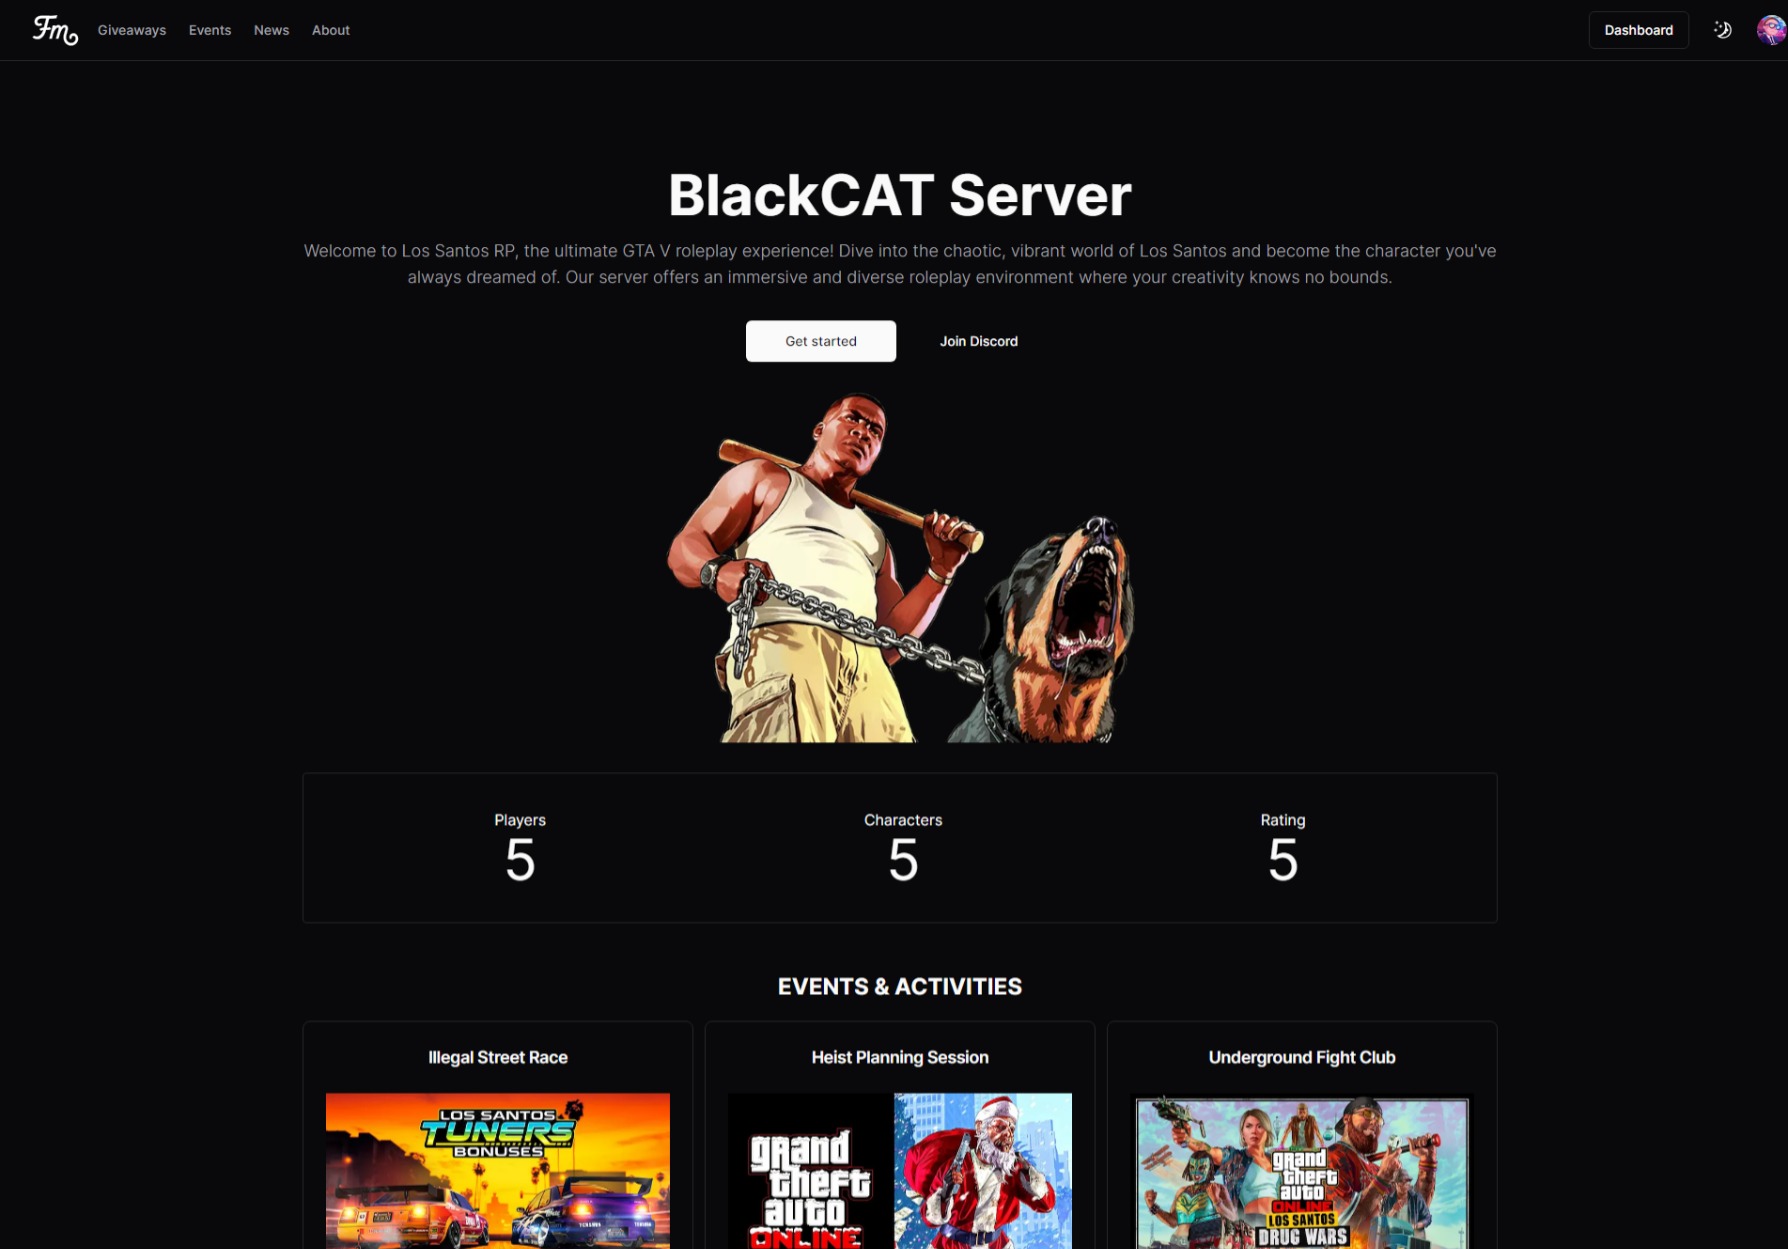 Fm
Giveaways
Events
News
About
Dashboard
BlackCAT Server
Welcome to Los Santos RP, the ultimate GTA V roleplay experience! Dive into the chaotic, vibrant world of Los Santos and become the character you've
always dreamed of. Our server offers an immersive and diverse roleplay environment where your creativity knows no bounds.
Get started
Join Discord
Players
5
Characters
5
Rating
5
EVENTS & ACTIVITIES
Illegal Street Race
LOS SANTOS
TUNERS
BONUSES
Heist Planning Session
grand
theft
auto
ONLINE
Underground Fight Club
grand
theft
auto
ONLINE
LOS SANTOS
DRUG WARS